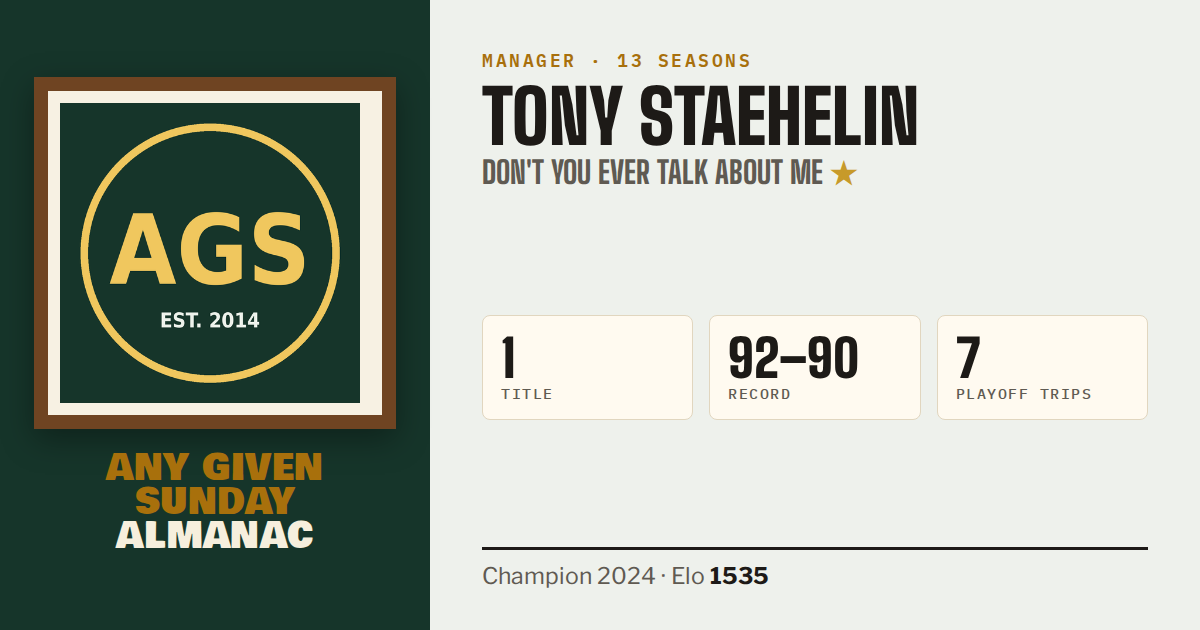 AGS
EST. 2014
ANY GIVEN
SUNDAY
ALMANAC
MANAGER · 13 SEASONS
TONY STAEHELIN
DON'T YOU EVER TALK ABOUT ME ★
1
TITLE
92–90
RECORD
7
PLAYOFF TRIPS
Champion 2024 · Elo 1535